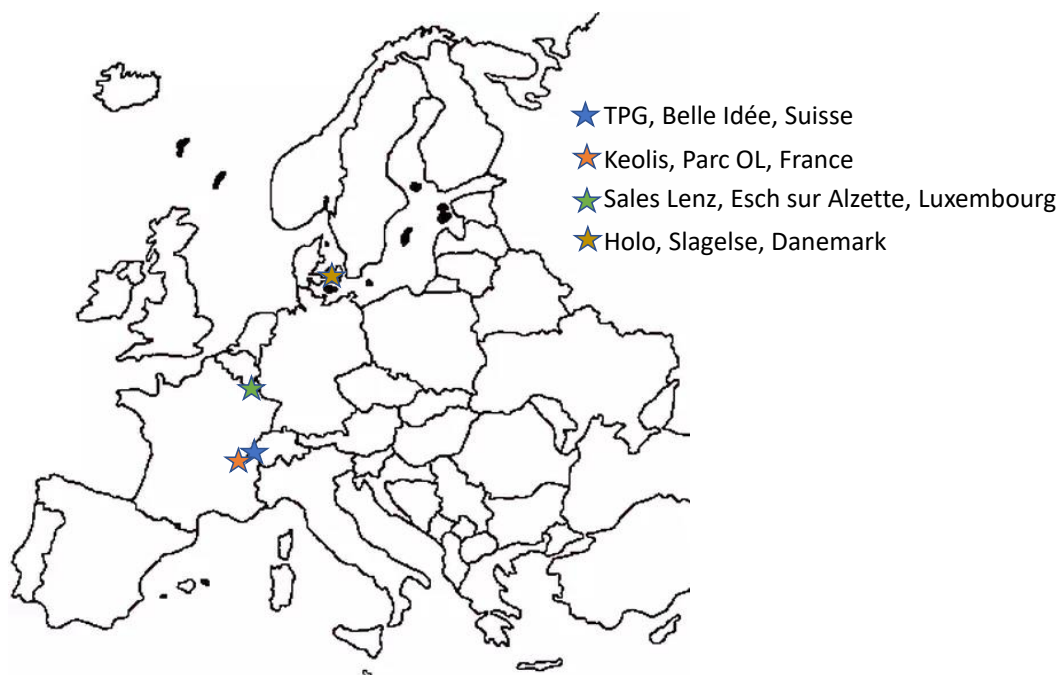 TPG, Belle Idée, Suisse
Keolis, Parc OL, France
Sales Lenz, Esch sur Alzette, Luxembourg
Holo, Slagelse, Danemark